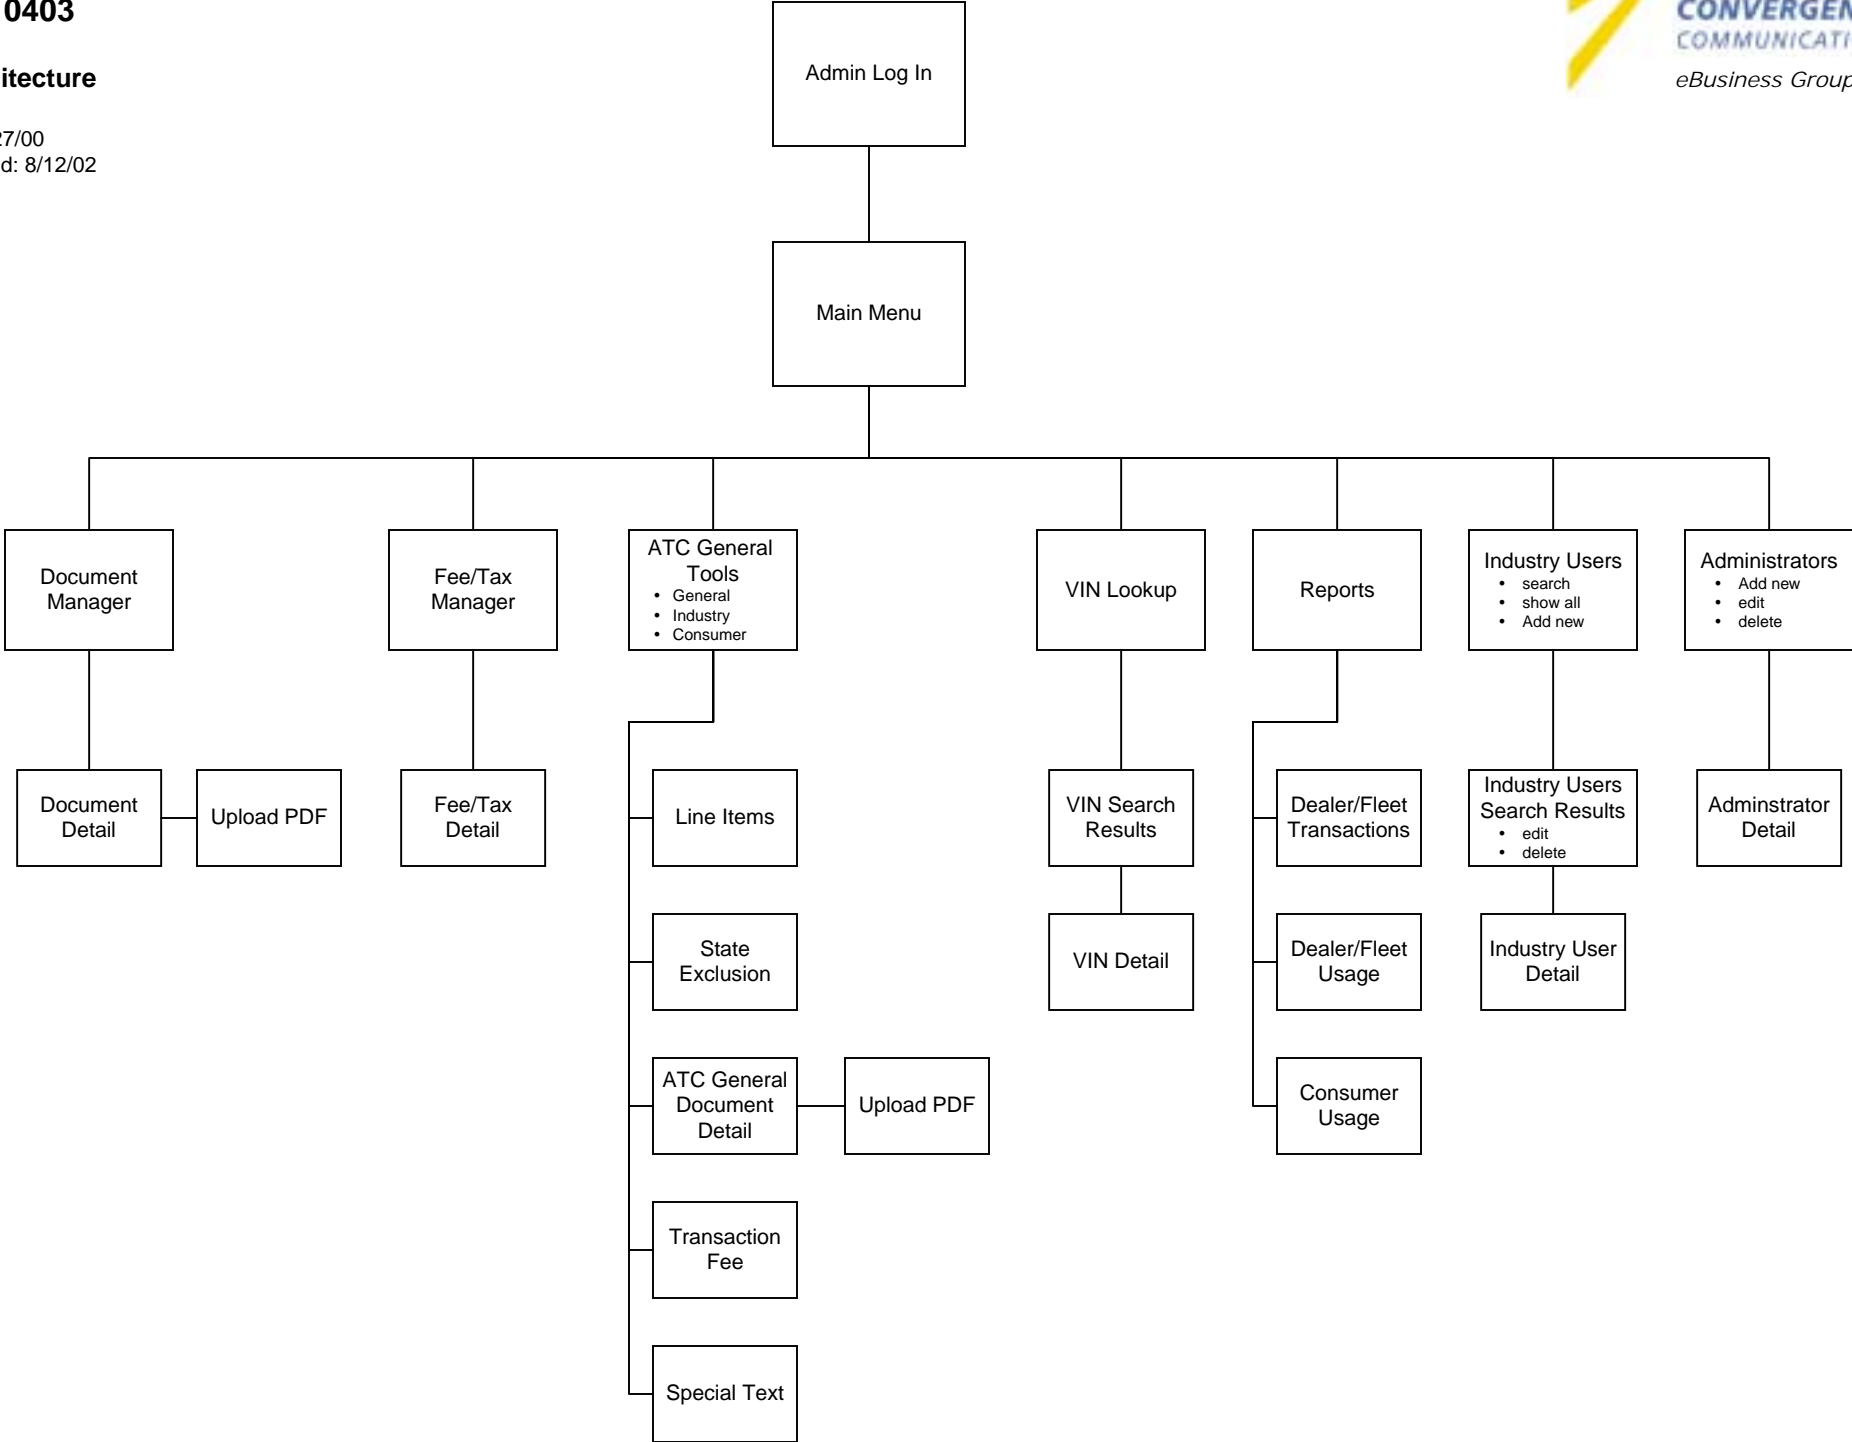 0403
itecture
27/00
d: 8/12/02
CONVERGEN
COMMUNICATI
eBusiness Group
Admin Log In
Main Menu
Document
Manager
Fee/Tax
Manager
ATC General
Tools
• General
• Industry
• Consumer
VIN Lookup
Reports
Industry Users
• search
• show all
• Add new
Administrators
• Add new
• edit
• delete
Document
Detail
Upload PDF
Fee/Tax
Detail
Line Items
VIN Search
Results
Dealer/Fleet
Transactions
Industry Users
Search Results
• edit
• delete
Adminstrator
Detail
State
Exclusion
VIN Detail
Dealer/Fleet
Usage
Industry User
Detail
ATC General
Document
Detail
Upload PDF
Consumer
Usage
Transaction
Fee
Special Text